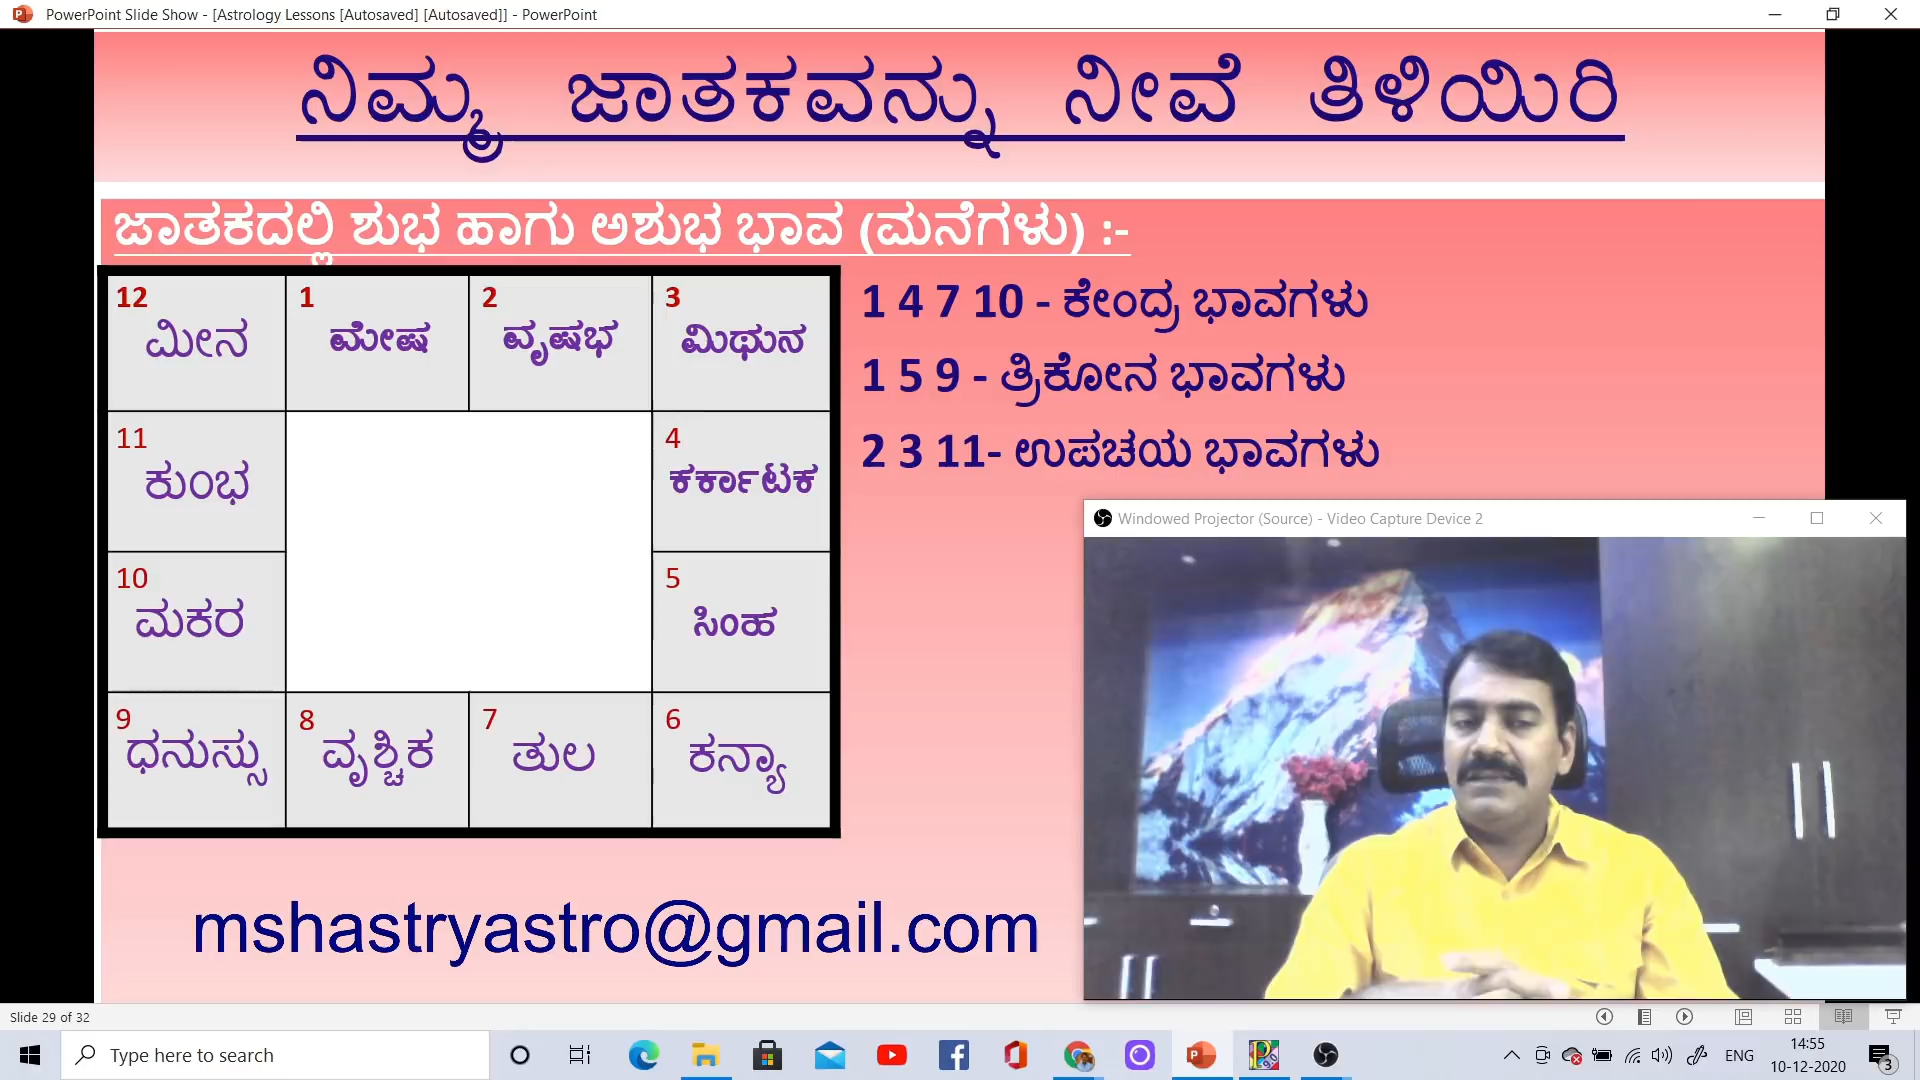 PowerPoint Slide Show - [Astrology Lessons [Autosaved] [Autosaved]] - PowerPoint
ನಿಮ್ಮ ಜಾತಕವನ್ನು ನೀವೆ ತಿಳಿಯಿರಿ
ಜಾತಕದಲ್ಲಿ ಶುಭ ಹಾಗು ಅಶುಭ ಭಾವ (ಮನೆಗಳು) :-
12 1 2 3
ಮೀನ ಮೇಷ ವೃಷಭ ಮಿಥುನ
11 4
ಕುಂಭ ಕರ್ಕಾಟಕ
10 5
ಮಕರ ಸಿಂಹ
9 8 7 6
ಧನುಸ್ಸು ವೃಶ್ಚಿಕ ತುಲ ಕನ್ಯಾ
1 4 7 10 - ಕೇಂದ್ರ ಭಾವಗಳು
1 5 9 - ತ್ರಿಕೋನ ಭಾವಗಳು
2 3 11- ಉಪಚಯ ಭಾವಗಳು
Windowed Projector (Source) - Video Capture Device 2
mshastryastro@gmail.com
Slide 29 of 32
Type here to search
ENG
14:55
10-12-2020
3